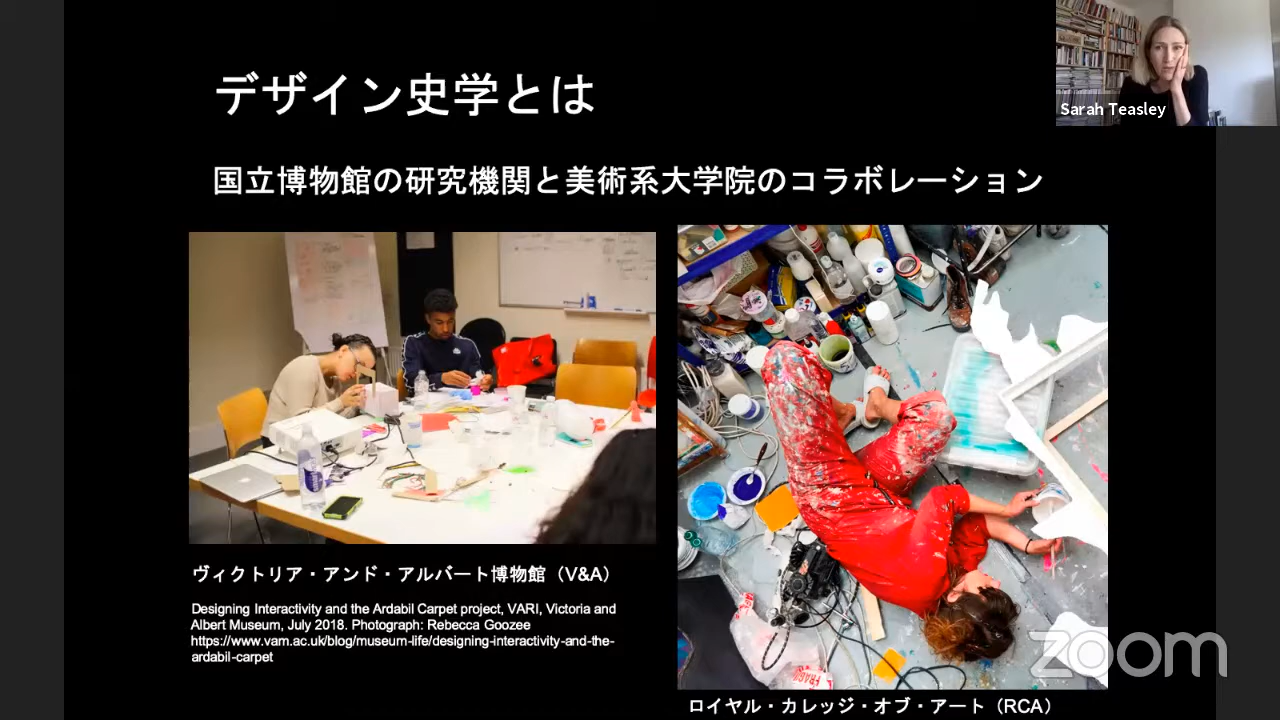 デザイン史学とは
Sarah Teasley
国立博物館の研究機関と美術系大学院のコラボレーション
ヴィクトリア・アンド・アルバート博物館（V&A）
Designing Interactivity and the Ardabil Carpet project, VARI, Victoria and
Albert Museum, July 2018. Photograph: Rebecca Goozee
https://www.vam.ac.uk/blog/museum-life/designing-interactivity-and-the-
ardabil-carpet
ロイヤル・カレッジ・オブ・アート（RCA）
zoom